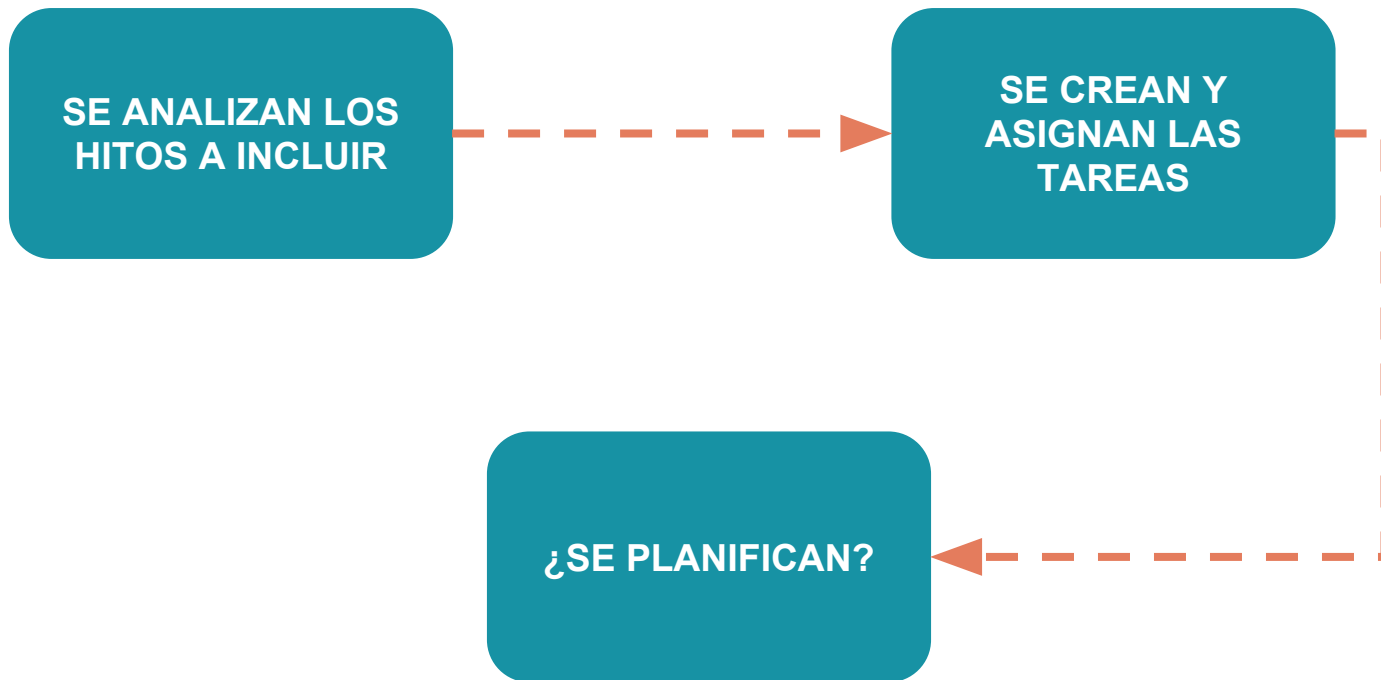 SE ANALIZAN LOS
HITOS A INCLUIR
SE CREAN Y
ASIGNAN LAS
TAREAS
¿SE PLANIFICAN?